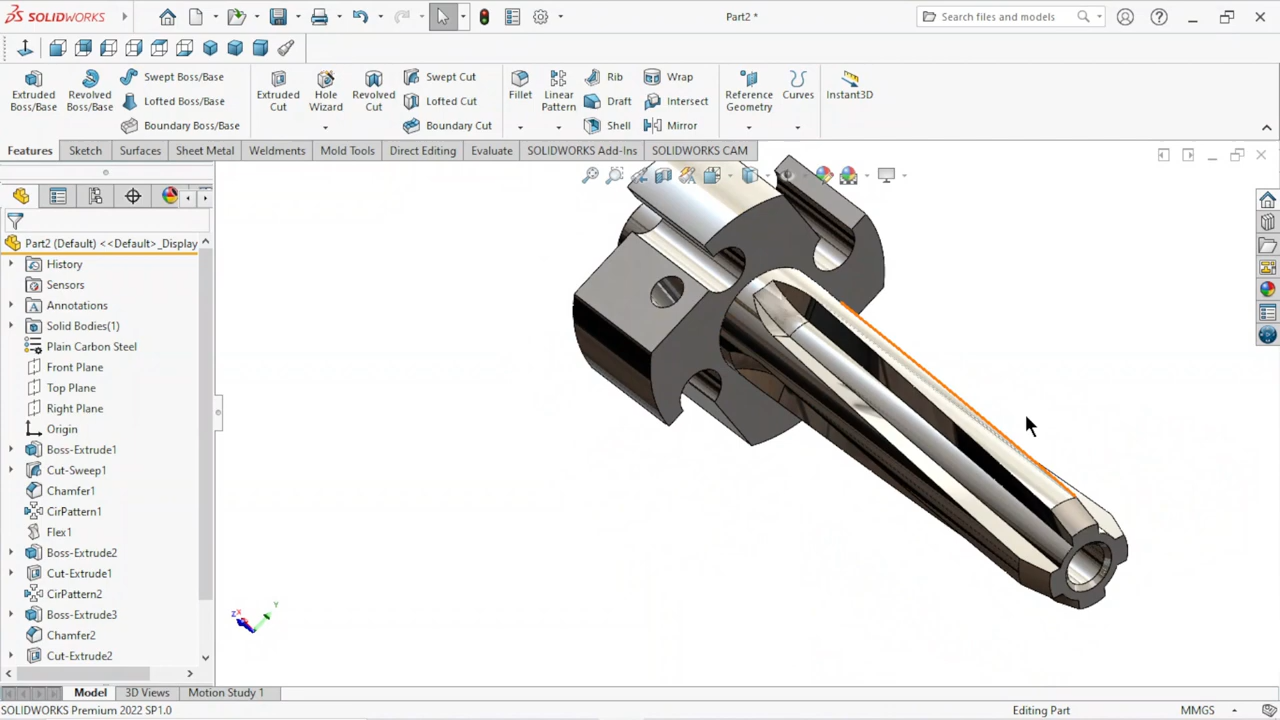 SOLIDWORKS
Part2 *
Search files and models
Extruded Boss/Base
Revolved Boss/Base
Swept Boss/Base
Lofted Boss/Base
Boundary Boss/Base
Extruded Cut
Hole Wizard
Revolved Cut
Swept Cut
Lofted Cut
Boundary Cut
Fillet
Linear Pattern
Rib
Draft
Shell
Wrap
Intersect
Mirror
Reference Geometry
Curves
Instant3D
Features
Sketch
Surfaces
Sheet Metal
Weldments
Mold Tools
Direct Editing
Evaluate
SOLIDWORKS Add-Ins
SOLIDWORKS CAM
Part2 (Default) <<Default>_Display
History
Sensors
Annotations
Solid Bodies(1)
Plain Carbon Steel
Front Plane
Top Plane
Right Plane
Origin
Boss-Extrude1
Cut-Sweep1
Chamfer1
CirPattern1
Flex1
Boss-Extrude2
Cut-Extrude1
CirPattern2
Boss-Extrude3
Chamfer2
Cut-Extrude2
Z
X
Y
Model
3D Views
Motion Study 1
SOLIDWORKS Premium 2022 SP1.0
Editing Part
MMGS